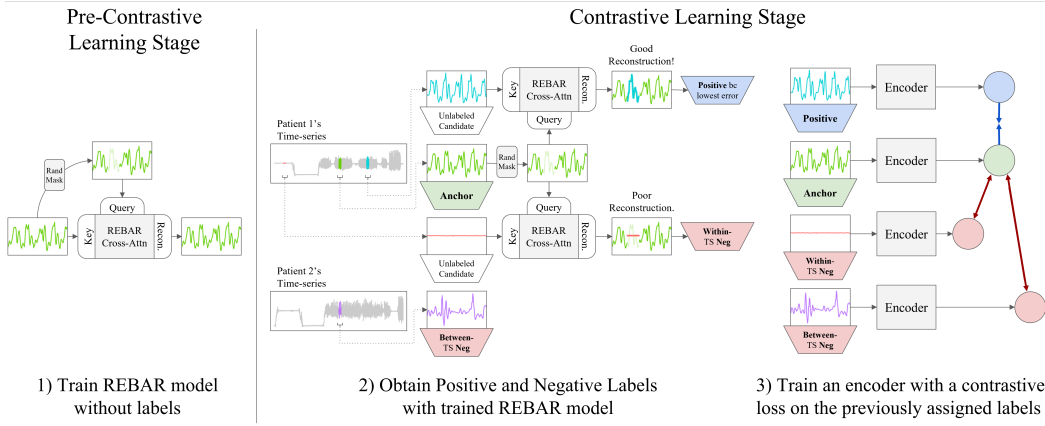 Pre-Contrastive
Learning Stage
Contrastive Learning Stage
Rand
Mask
Query
Key
REBAR
Cross-Attn
Recon.
1) Train REBAR model
without labels
Patient 1's
Time-series
Unlabeled
Candidate
Key
REBAR
Cross-Attn
Recon.
Query
Good
Reconstruction!
Positive bc
lowest error
Anchor
Rand
Mask
Unlabeled
Candidate
Query
Key
REBAR
Cross-Attn
Recon.
Poor
Reconstruction.
Within-
TS Neg
Patient 2's
Time-series
Between-
TS Neg
2) Obtain Positive and Negative Labels
with trained REBAR model
Positive
Encoder
Anchor
Encoder
Within-
TS Neg
Encoder
Between-
TS Neg
Encoder
3) Train an encoder with a contrastive
loss on the previously assigned labels